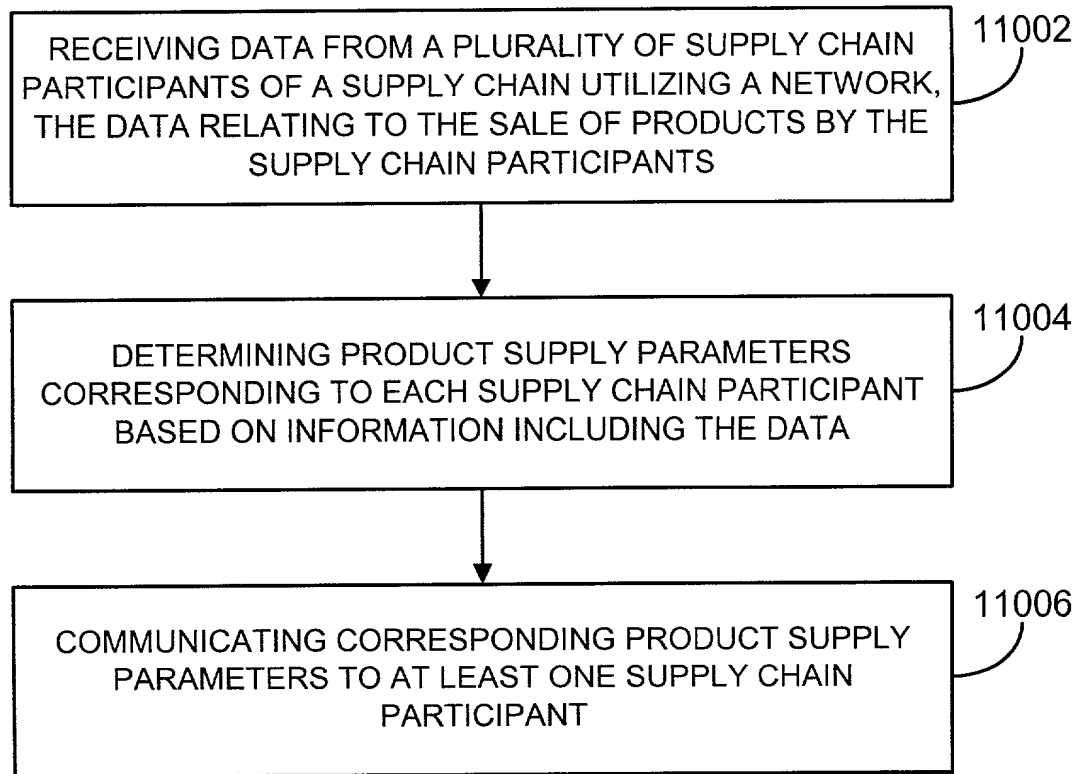 RECEIVING DATA FROM A PLURALITY OF SUPPLY CHAIN
PARTICIPANTS OF A SUPPLY CHAIN UTILIZING A NETWORK,
THE DATA RELATING TO THE SALE OF PRODUCTS BY THE
SUPPLY CHAIN PARTICIPANTS
11002
DETERMINING PRODUCT SUPPLY PARAMETERS
CORRESPONDING TO EACH SUPPLY CHAIN PARTICIPANT
BASED ON INFORMATION INCLUDING THE DATA
11004
COMMUNICATING CORRESPONDING PRODUCT SUPPLY
PARAMETERS TO AT LEAST ONE SUPPLY CHAIN
PARTICIPANT
11006